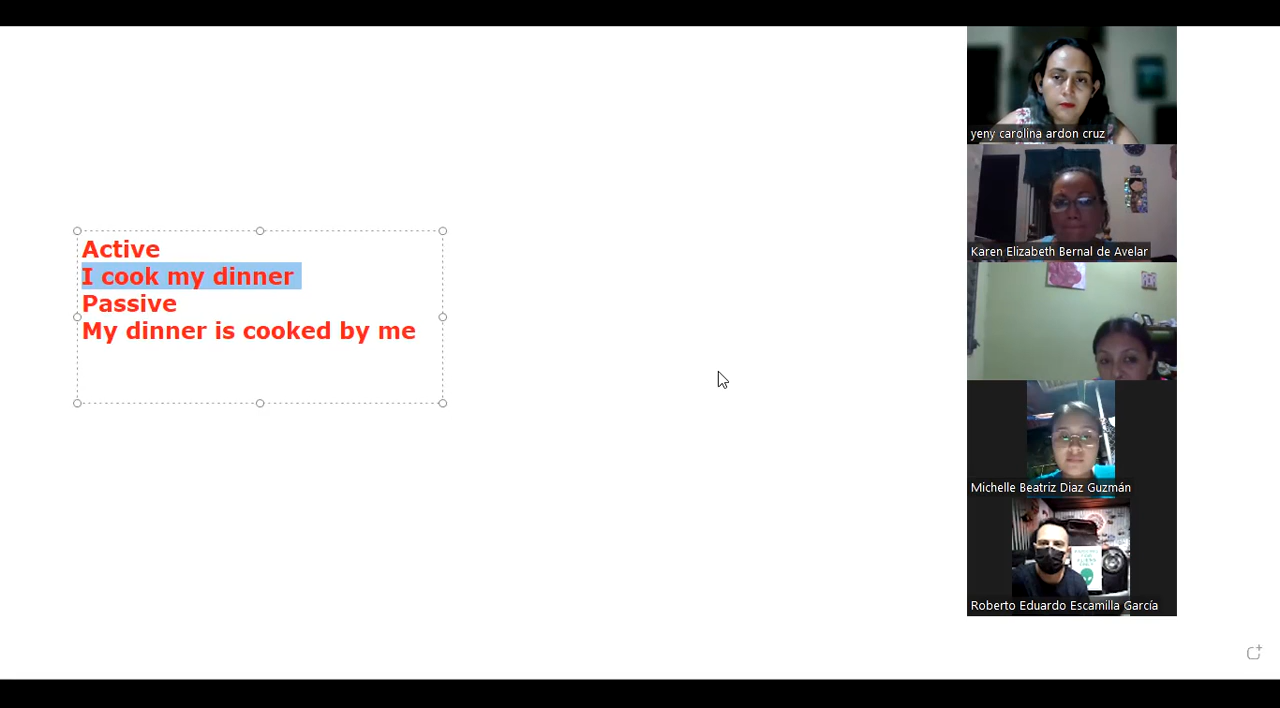 Active
I cook my dinner
Passive
My dinner is cooked by me
yeny carolina ardon cruz
Karen Elizabeth Bernal de Avelar
Michelle Beatriz Diaz Guzmán
Roberto Eduardo Escamilla García